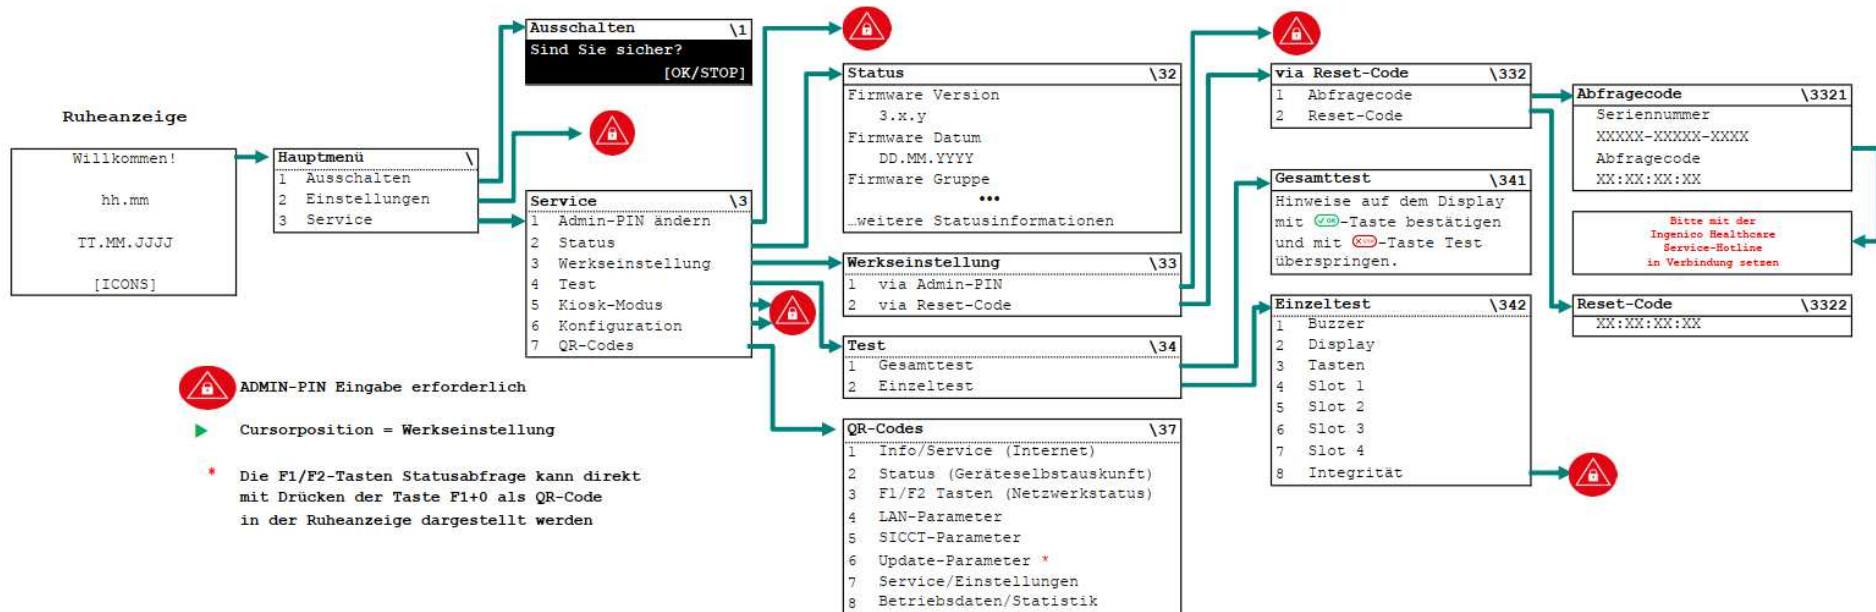 Ruheanzeige
Willkommen!
hh.mm
TT.MM.JJJJ
[ICONS]
Hauptmenü \
1 Ausschalten
2 Einstellungen
3 Service
Ausschalten \1
Sind Sie sicher?
[OK/STOP]
Service \3
1 Admin-PIN ändern
2 Status
3 Werkseinstellung
4 Test
5 Kiosk-Modus
6 Konfiguration
7 QR-Codes
Status \32
Firmware Version
3.x.y
Firmware Datum
DD.MM.YYYY
Firmware Gruppe
•••
…weitere Statusinformationen
Werkseinstellung \33
1 via Admin-PIN
2 via Reset-Code
Test \34
1 Gesamttest
2 Einzeltest
QR-Codes \37
1 Info/Service (Internet)
2 Status (Geräteselbstauskunft)
3 F1/F2 Tasten (Netzwerkstatus)
4 LAN-Parameter
5 SICCT-Parameter
6 Update-Parameter *
7 Service/Einstellungen
8 Betriebsdaten/Statistik
via Reset-Code \332
1 Abfragecode
2 Reset-Code
Gesamttest \341
Hinweise auf dem Display
mit OK-Taste bestätigen
und mit -Taste Test
überspringen.
Einzeltest \342
1 Buzzer
2 Display
3 Tasten
4 Slot 1
5 Slot 2
6 Slot 3
7 Slot 4
8 Integrität
Abfragecode \3321
Seriennummer
XXXXX-XXXXX-XXXX
Abfragecode
XX:XX:XX:XX
Bitte mit der
Ingenico Healthcare
Service-Hotline
in Verbindung setzen
Reset-Code \3322
XX:XX:XX:XX
ADMIN-PIN Eingabe erforderlich
Cursorposition = Werkseinstellung
* Die F1/F2-Tasten Statusabfrage kann direkt
mit Drücken der Taste F1+0 als QR-Code
in der Ruheanzeige dargestellt werden